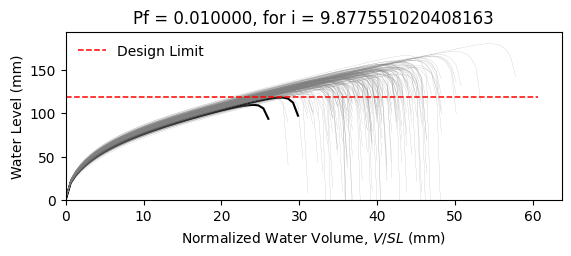 Pf = 0.010000, for i = 9.877551020408163
Design Limit
Water Level (mm)
150
100
50
0
0 10 20 30 40 50 60
Normalized Water Volume, V/SL (mm)